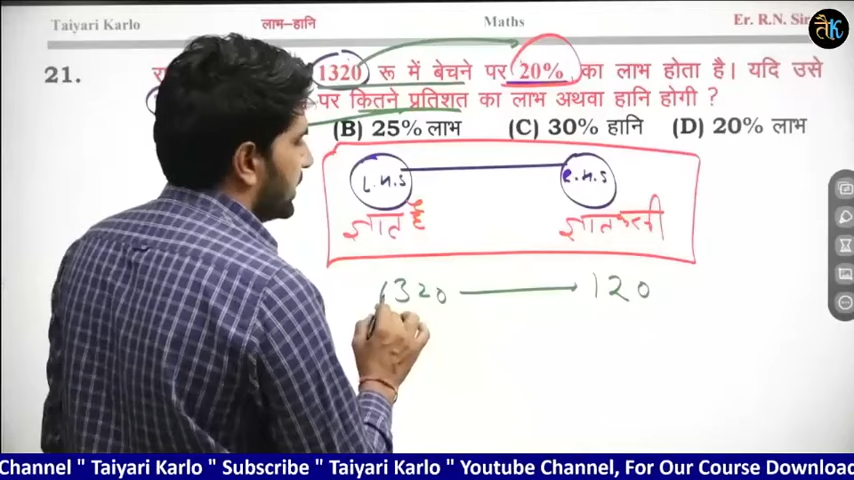 Taiyari Karlo लाभ–हानि Maths Er. R.N. Sir
तैK
21. 1320 रू में बेचने पर 20% का लाभ होता है। यदि उसे
पर कितने प्रतिशत का लाभ अथवा हानि होगी ?
(B) 25% लाभ (C) 30% हानि (D) 20% लाभ
L.H.S R.H.S
ज्ञात है ज्ञात करनी
1320 120
Channel " Taiyari Karlo " Subscribe " Taiyari Karlo " Youtube Channel, For Our Course Download